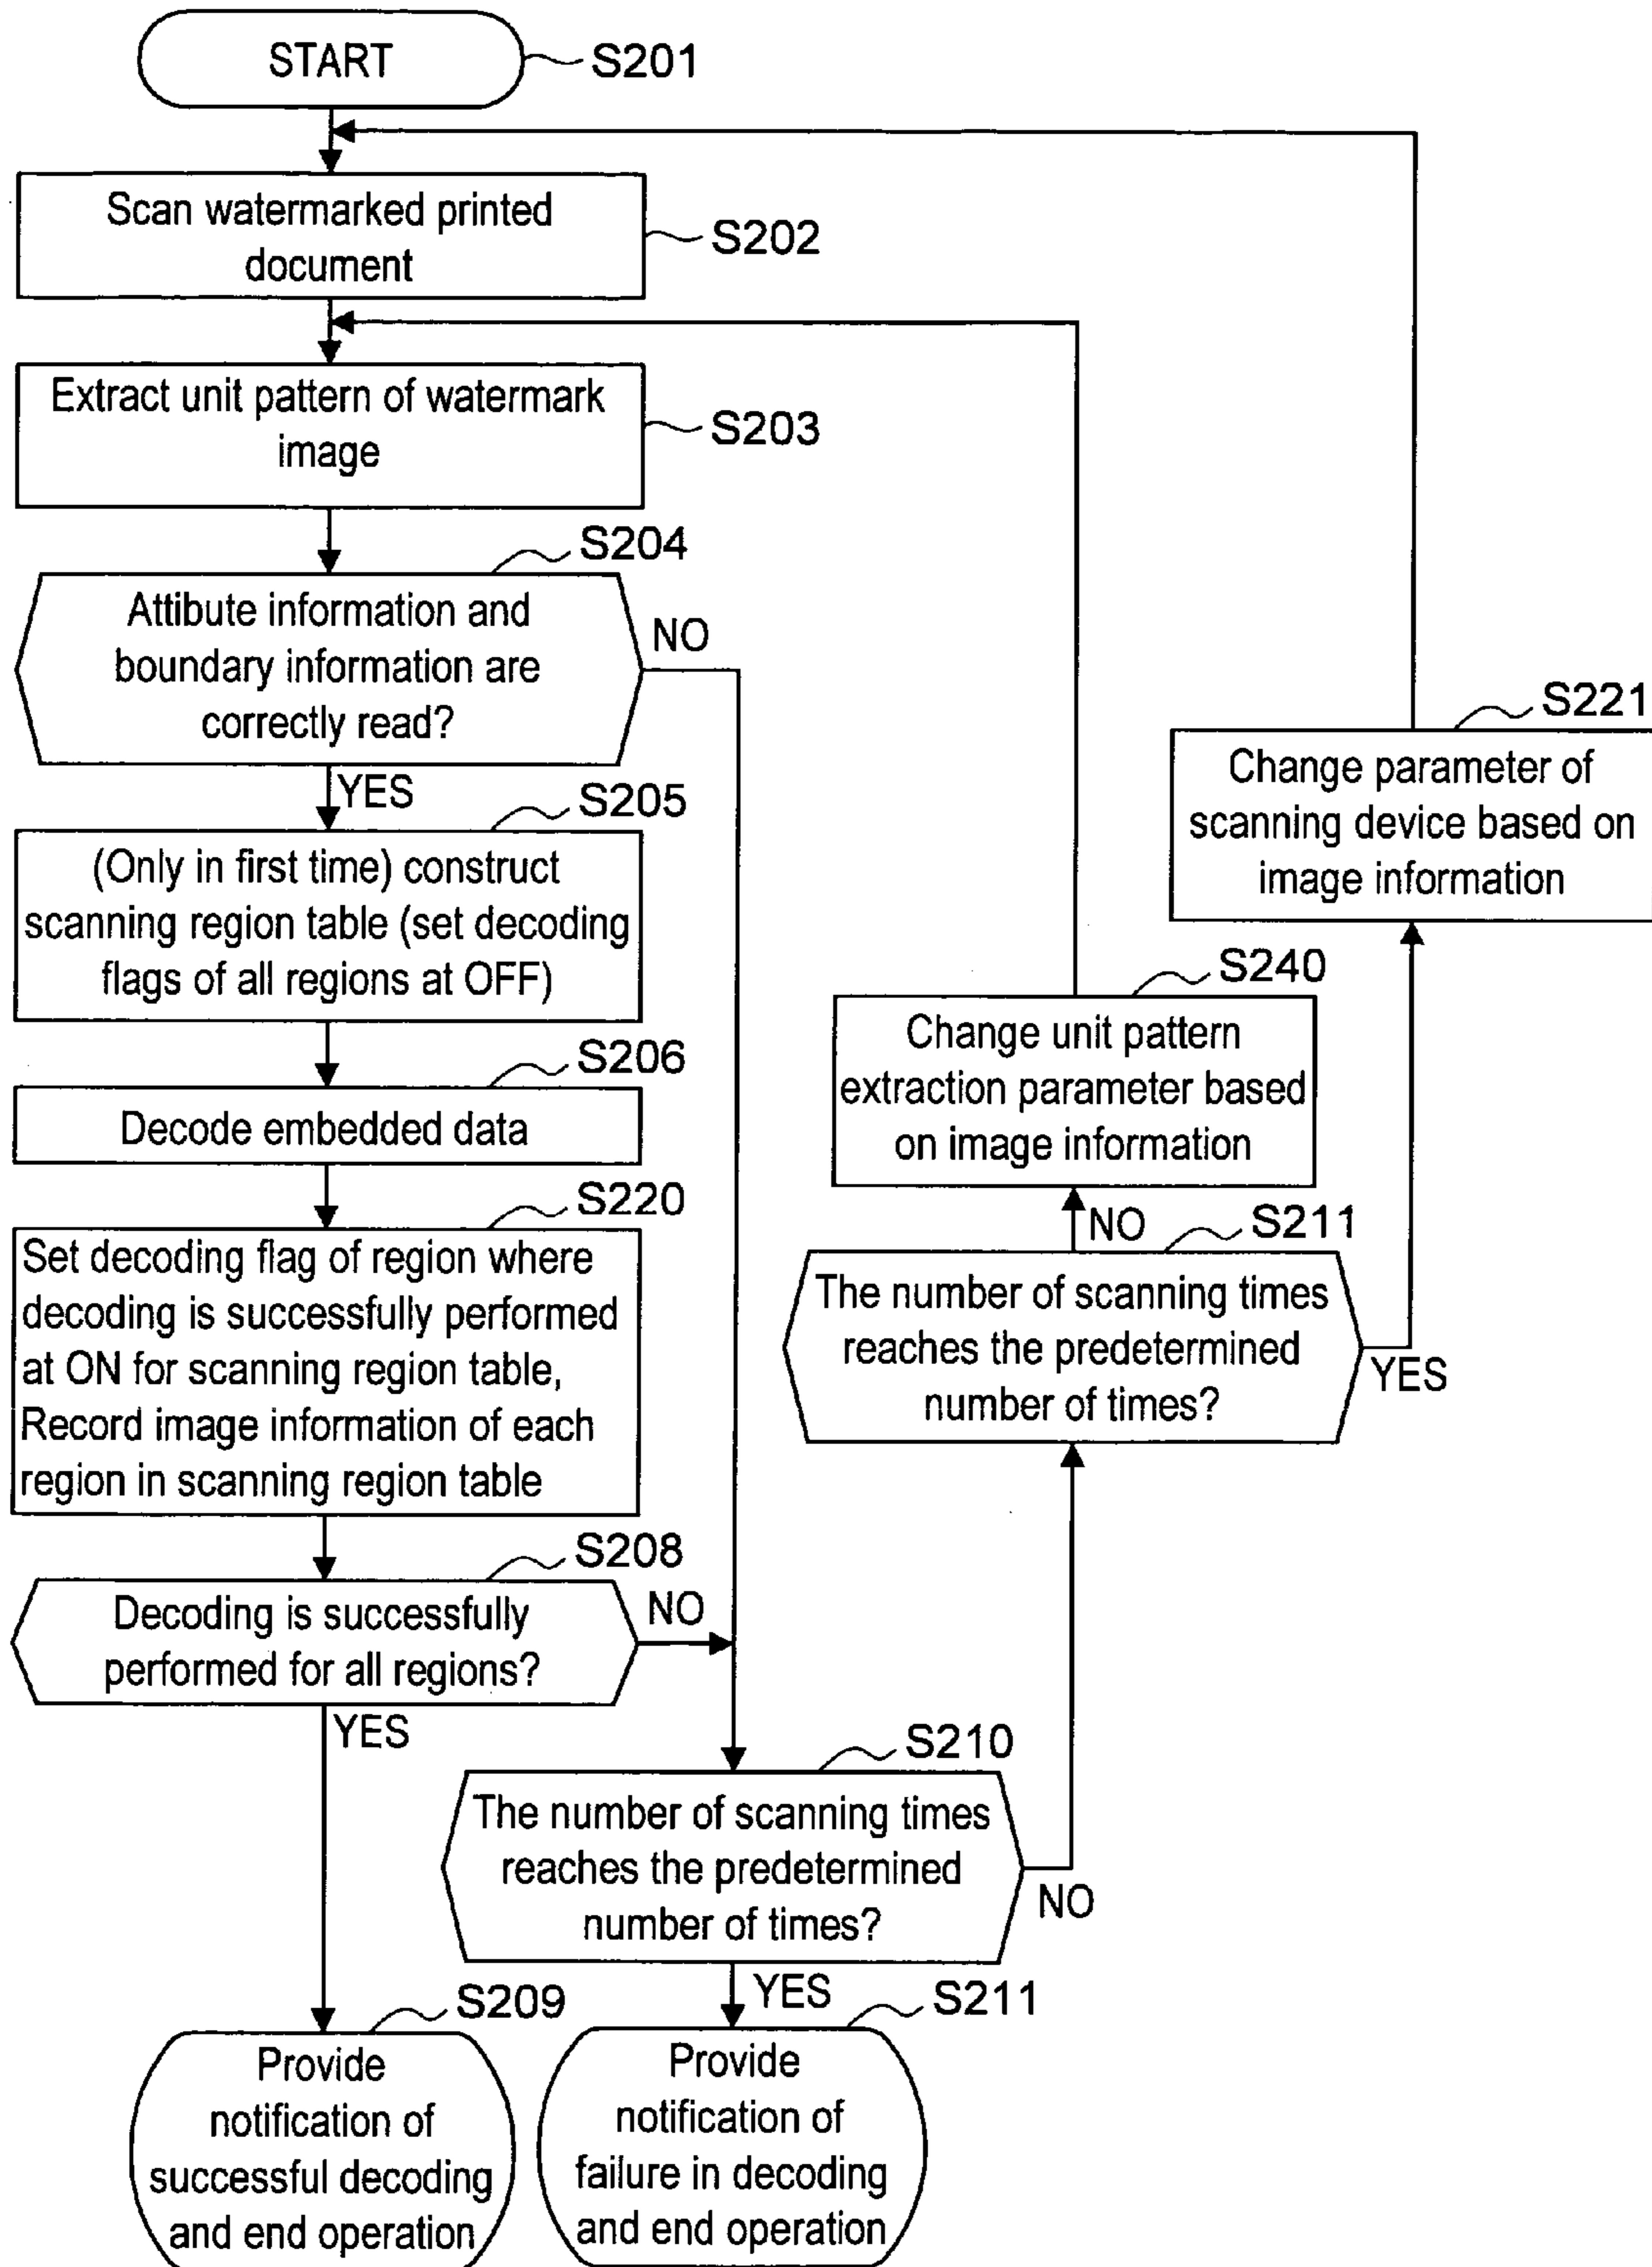 START
S201
Scan watermarked printed
document
S202
Extract unit pattern of watermark
image
S203
S204
Attibute information and
boundary information are
correctly read?
NO
YES
S205
(Only in first time) construct
scanning region table (set decoding
flags of all regions at OFF)
S206
Decode embedded data
S220
Set decoding flag of region where
decoding is successfully performed
at ON for scanning region table,
Record image information of each
region in scanning region table
S208
Decoding is successfully
performed for all regions?
NO
YES
S209
Provide
notification of
successful decoding
and end operation
S210
The number of scanning times
reaches the predetermined
number of times?
NO
YES
S211
Provide
notification of
failure in decoding
and end operation
S211
The number of scanning times
reaches the predetermined
number of times?
NO
YES
S240
Change unit pattern
extraction parameter based
on image information
S221
Change parameter of
scanning device based on
image information